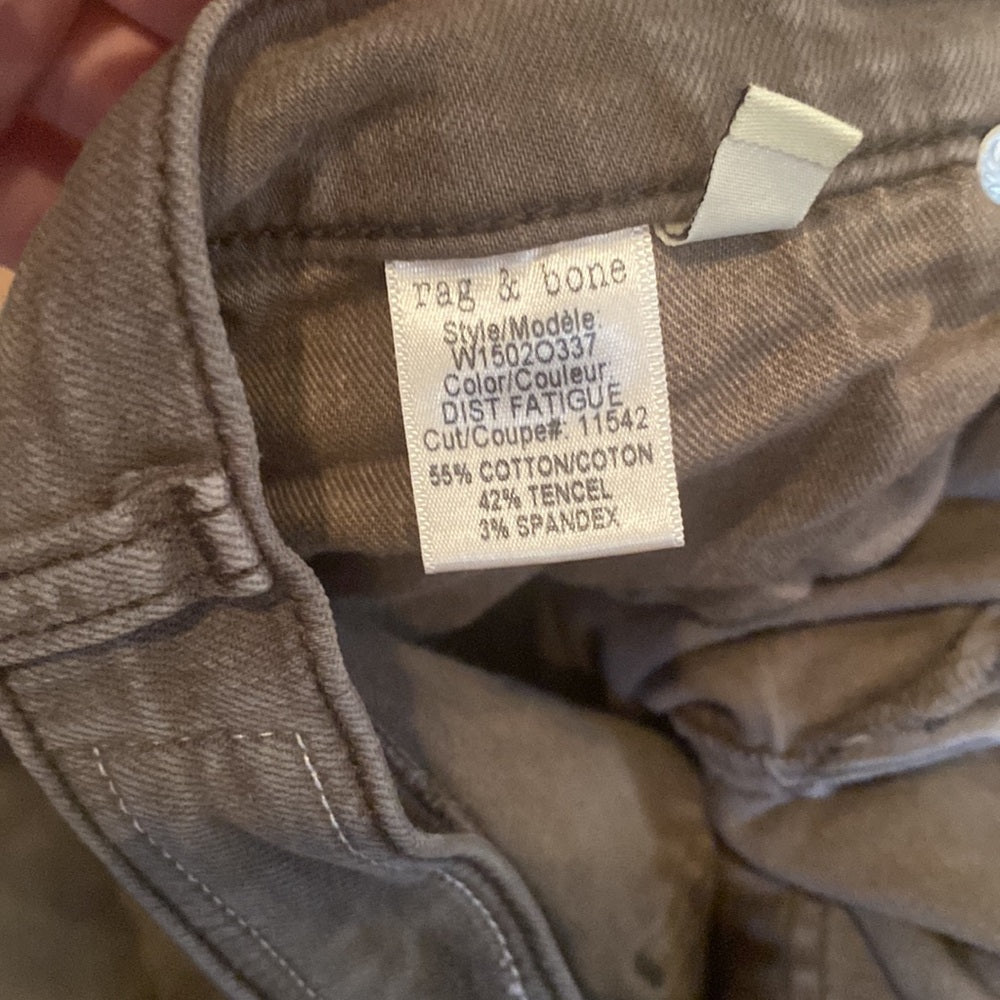 rag & bone
Style/Modèle:
W1502O337
Color/Couleur:
DIST FATIGUE
Cut/Coupe#: 11542
55% COTTON/COTON
42% TENCEL
3% SPANDEX